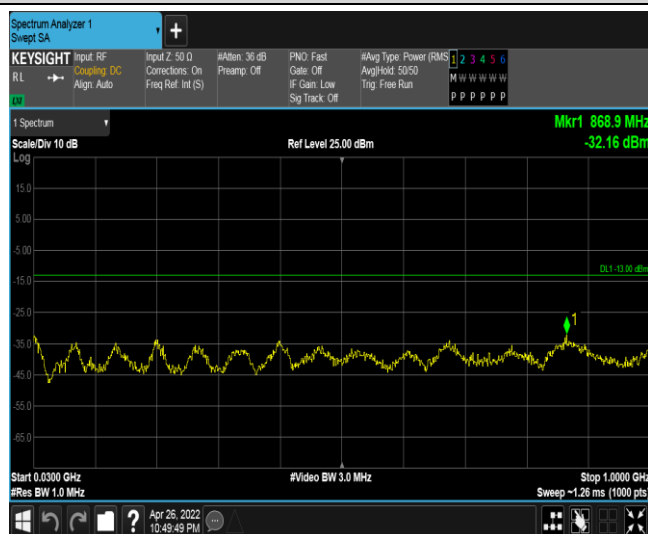 Spectrum Analyzer 1
Swept SA
KEYSIGHT
RL
LXI
Input: RF
Coupling: DC
Align: Auto
Input Z: 50 Ω
Corrections: On
Freq Ref: Int (S)
#Atten: 36 dB
Preamp: Off
PNO: Fast
Gate: Off
IF Gain: Low
Sig Track: Off
#Avg Type: Power (RMS
Avg|Hold: 50/50
Trig: Free Run
1 2 3 4 5 6
M W W W W W
P P P P P P
1 Spectrum
Mkr1 868.9 MHz
Scale/Div 10 dB
Ref Level 25.00 dBm
-32.16 dBm
Log
15.0
5.00
-5.00
DL1 -13.00 dBm
-15.0
-25.0
1
-35.0
-45.0
-55.0
-65.0
Start 0.0300 GHz
#Video BW 3.0 MHz
Stop 1.0000 GHz
#Res BW 1.0 MHz
Sweep ~1.26 ms (1000 pts)
?
Apr 26, 2022
10:49:49 PM